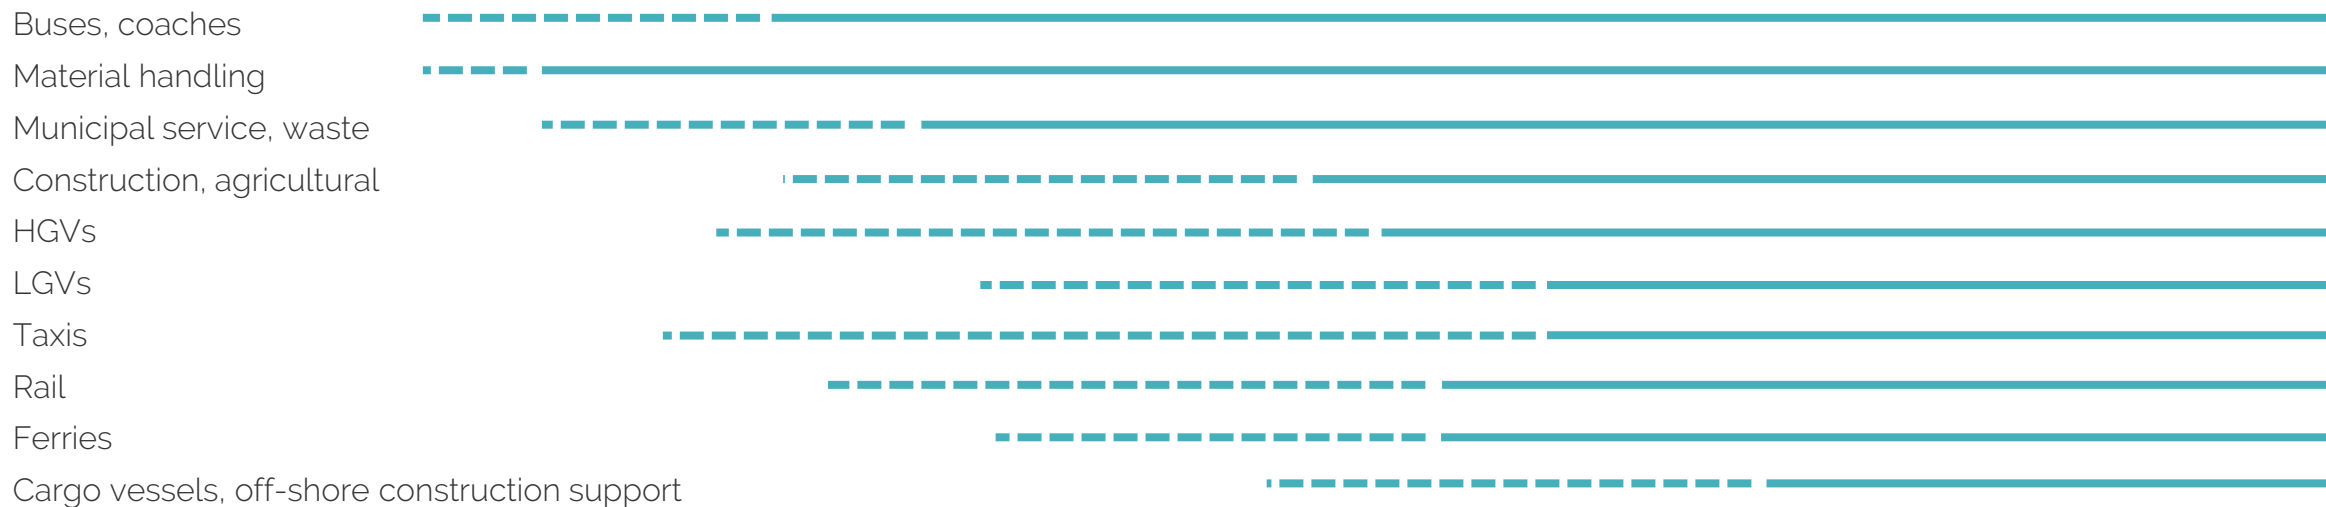 Buses, coaches
Material handling
Municipal service, waste
Construction, agricultural
HGVs
LGVs
Taxis
Rail
Ferries
Cargo vessels, off-shore construction support